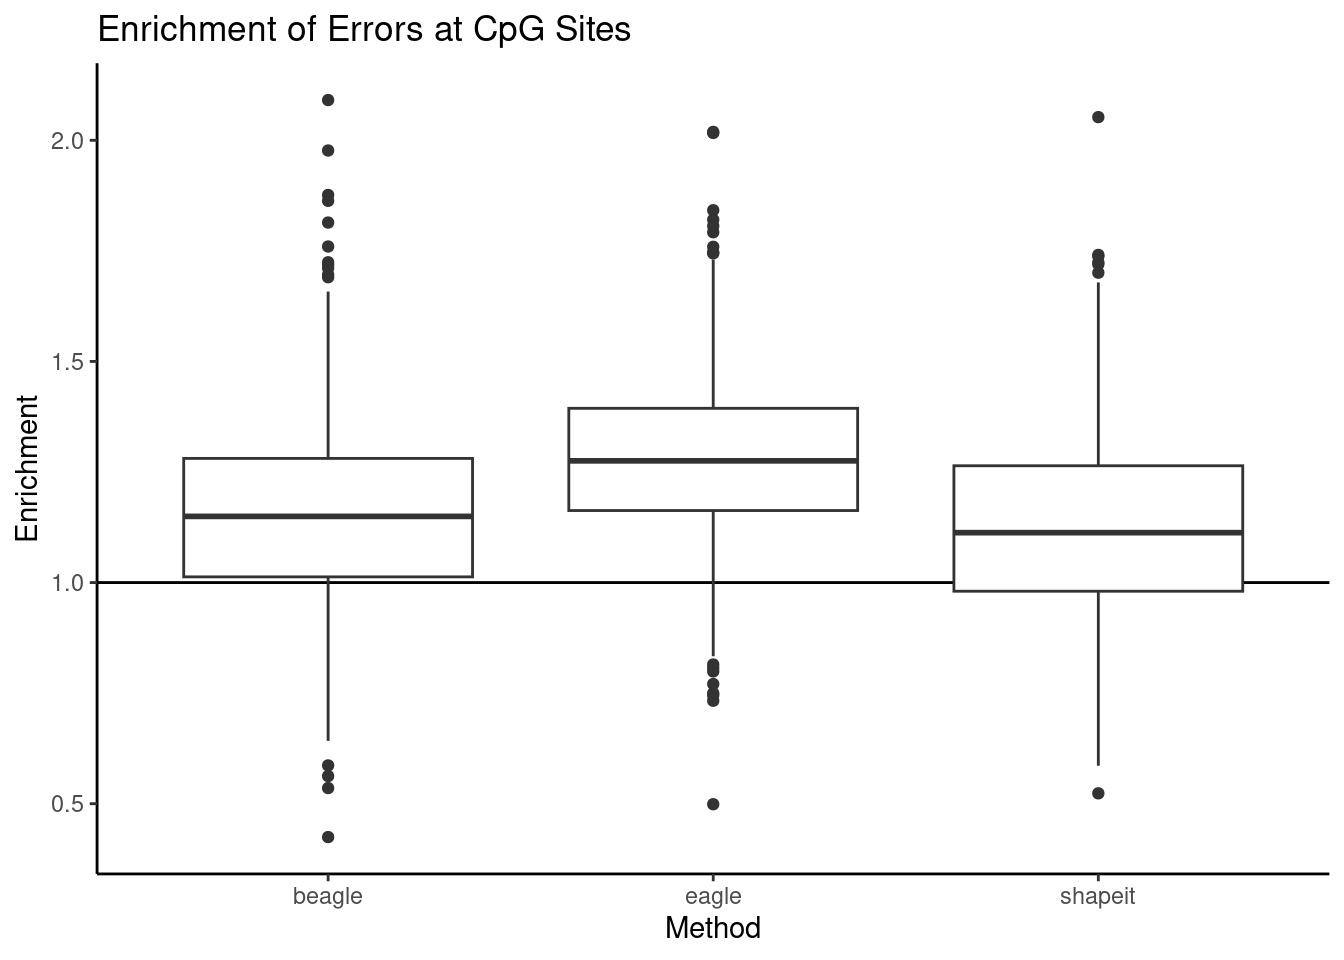 Enrichment of Errors at CpG Sites
Enrichment
2.0
1.5
1.0
0.5
beagle
eagle
shapeit
Method